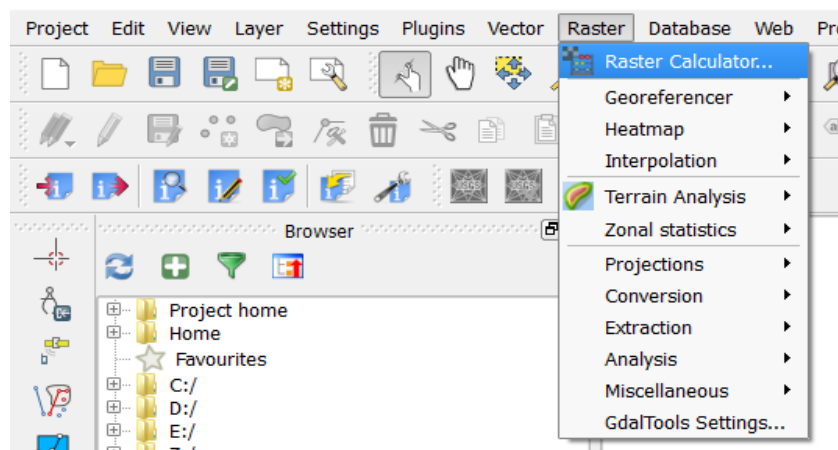 Project Edit View Layer Settings Plugins Vector Raster Database Web
Raster Calculator...
Georeferencer
Heatmap
Interpolation
Terrain Analysis
Zonal statistics
Projections
Conversion
Extraction
Analysis
Miscellaneous
GdalTools Settings...
Browser
Project home
Home
Favourites
C:/
D:/
E:/